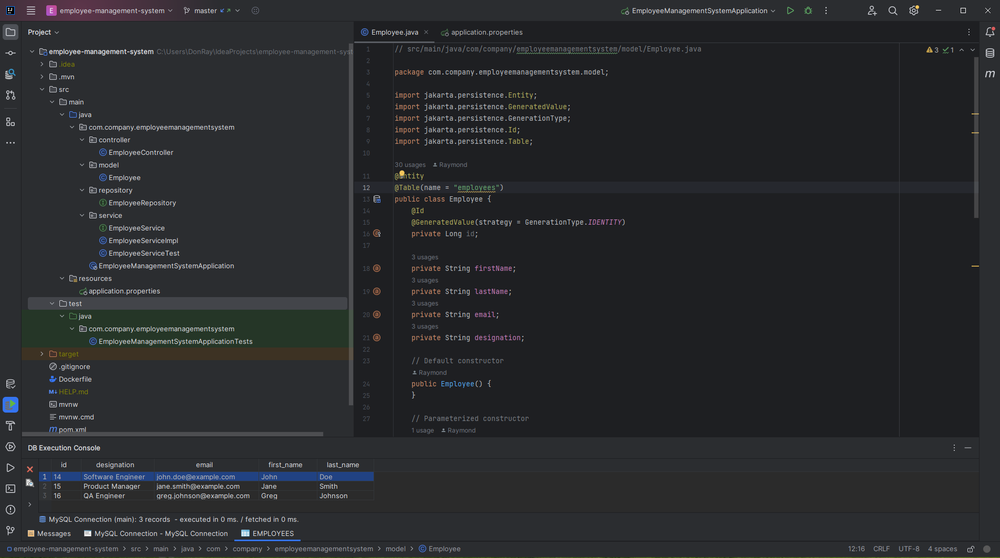 E employee-management-system master EmployeeManagementSystemApplication
Project
employee-management-system C:\Users\DonRay\IdeaProjects\employee-management-syst
.idea
.mvn
src
main
java
com.company.employeemanagementsystem
controller
EmployeeController
model
Employee
repository
EmployeeRepository
service
EmployeeService
EmployeeServiceImpl
EmployeeServiceTest
EmployeeManagementSystemApplication
resources
application.properties
test
java
com.company.employeemanagementsystem
EmployeeManagementSystemApplicationTests
target
.gitignore
Dockerfile
HELP.md
mvnw
mvnw.cmd
pom.xml
Employee.java application.properties
3 1
1 // src/main/java/com/company/employeemanagementsystem/model/Employee.java
2
3 package com.company.employeemanagementsystem.model;
4
5 import jakarta.persistence.Entity;
6 import jakarta.persistence.GeneratedValue;
7 import jakarta.persistence.GenerationType;
8 import jakarta.persistence.Id;
9 import jakarta.persistence.Table;
10
30 usages Raymond
11 @Entity
12 @Table(name = "employees")
13 public class Employee {
14 @Id
15 @GeneratedValue(strategy = GenerationType.IDENTITY)
16 private Long id;
17
3 usages
18 private String firstName;
3 usages
19 private String lastName;
3 usages
20 private String email;
3 usages
21 private String designation;
22
23 // Default constructor
Raymond
24 public Employee() {
25 }
26
27 // Parameterized constructor
1 usage Raymond
DB Execution Console
id designation email first_name last_name
1 14 Software Engineer john.doe@example.com John Doe
2 15 Product Manager jane.smith@example.com Jane Smith
3 16 QA Engineer greg.johnson@example.com Greg Johnson
MySQL Connection (main): 3 records - executed in 0 ms. / fetched in 0 ms.
Messages MySQL Connection - MySQL Connection EMPLOYEES
employee-management-system > src > main > java > com > company > employeemanagementsystem > model > Employee 12:16 CRLF UTF-8 4 spaces